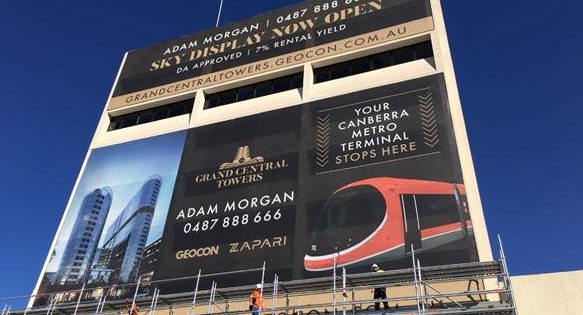 ADAM MORGAN | 0487 888 666
SKY DISPLAY NOW OPEN
DA APPROVED | 7% RENTAL YIELD
GRANDCENTRALTOWERS.GEOCON.COM.AU
YOUR
CANBERRA
METRO
TERMINAL
STOPS HERE
GRAND CENTRAL
TOWERS
ADAM MORGAN
0487 888 666
GEOCON ZAPARI